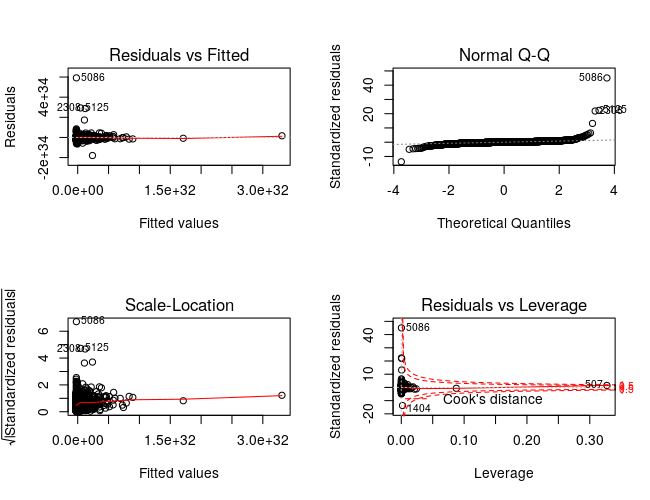 Residuals vs Fitted
Residuals
-2e+34
4e+34
5086
5125
0.0e+00
1.5e+32
3.0e+32
Fitted values
Normal Q-Q
Standardized residuals
-10
20
40
5086
-4
-2
0
2
4
Theoretical Quantiles
Scale-Location
√|Standardized residuals|
0
2
4
6
5086
5125
0.0e+00
1.5e+32
3.0e+32
Fitted values
Residuals vs Leverage
Standardized residuals
-20
10
40
5086
507
1404
Cook's distance
0.00
0.10
0.20
0.30
Leverage